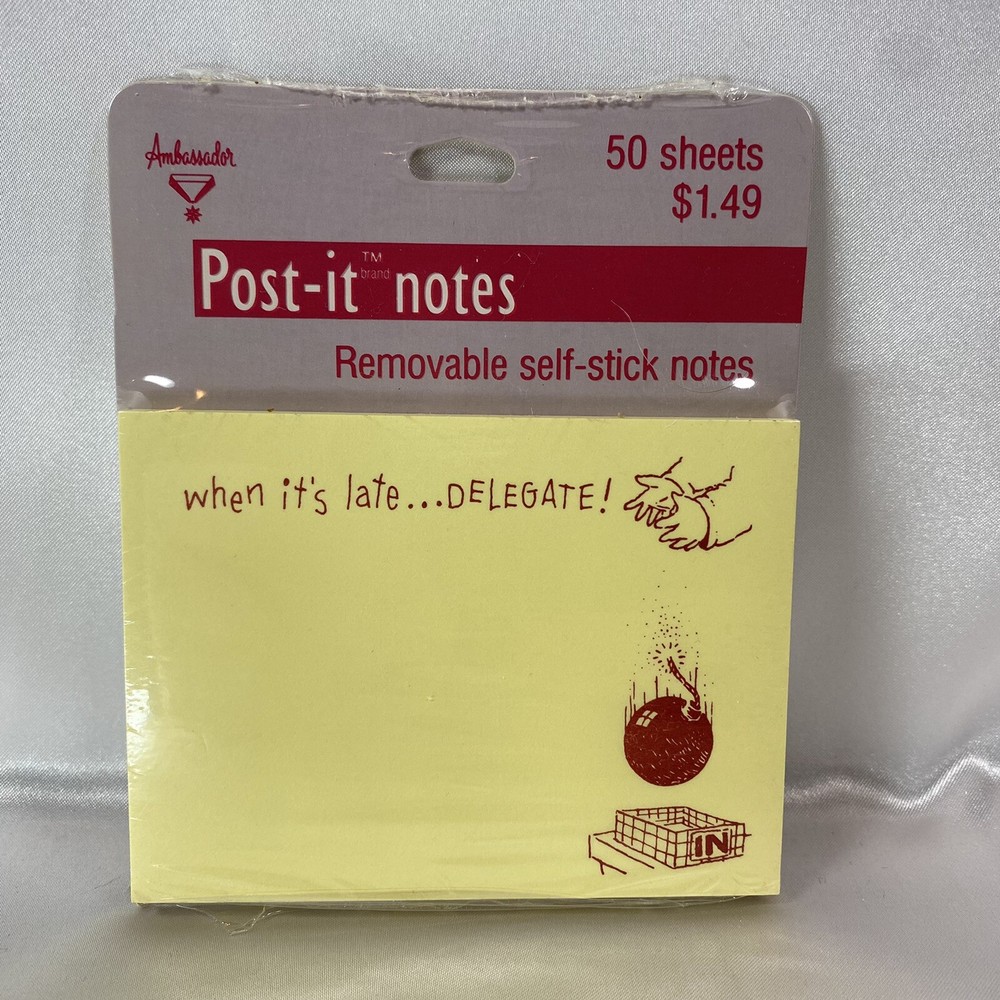 Ambassador
50 sheets
$1.49
Post-it™ brand notes
Removable self-stick notes
when it's late...DELEGATE!
IN